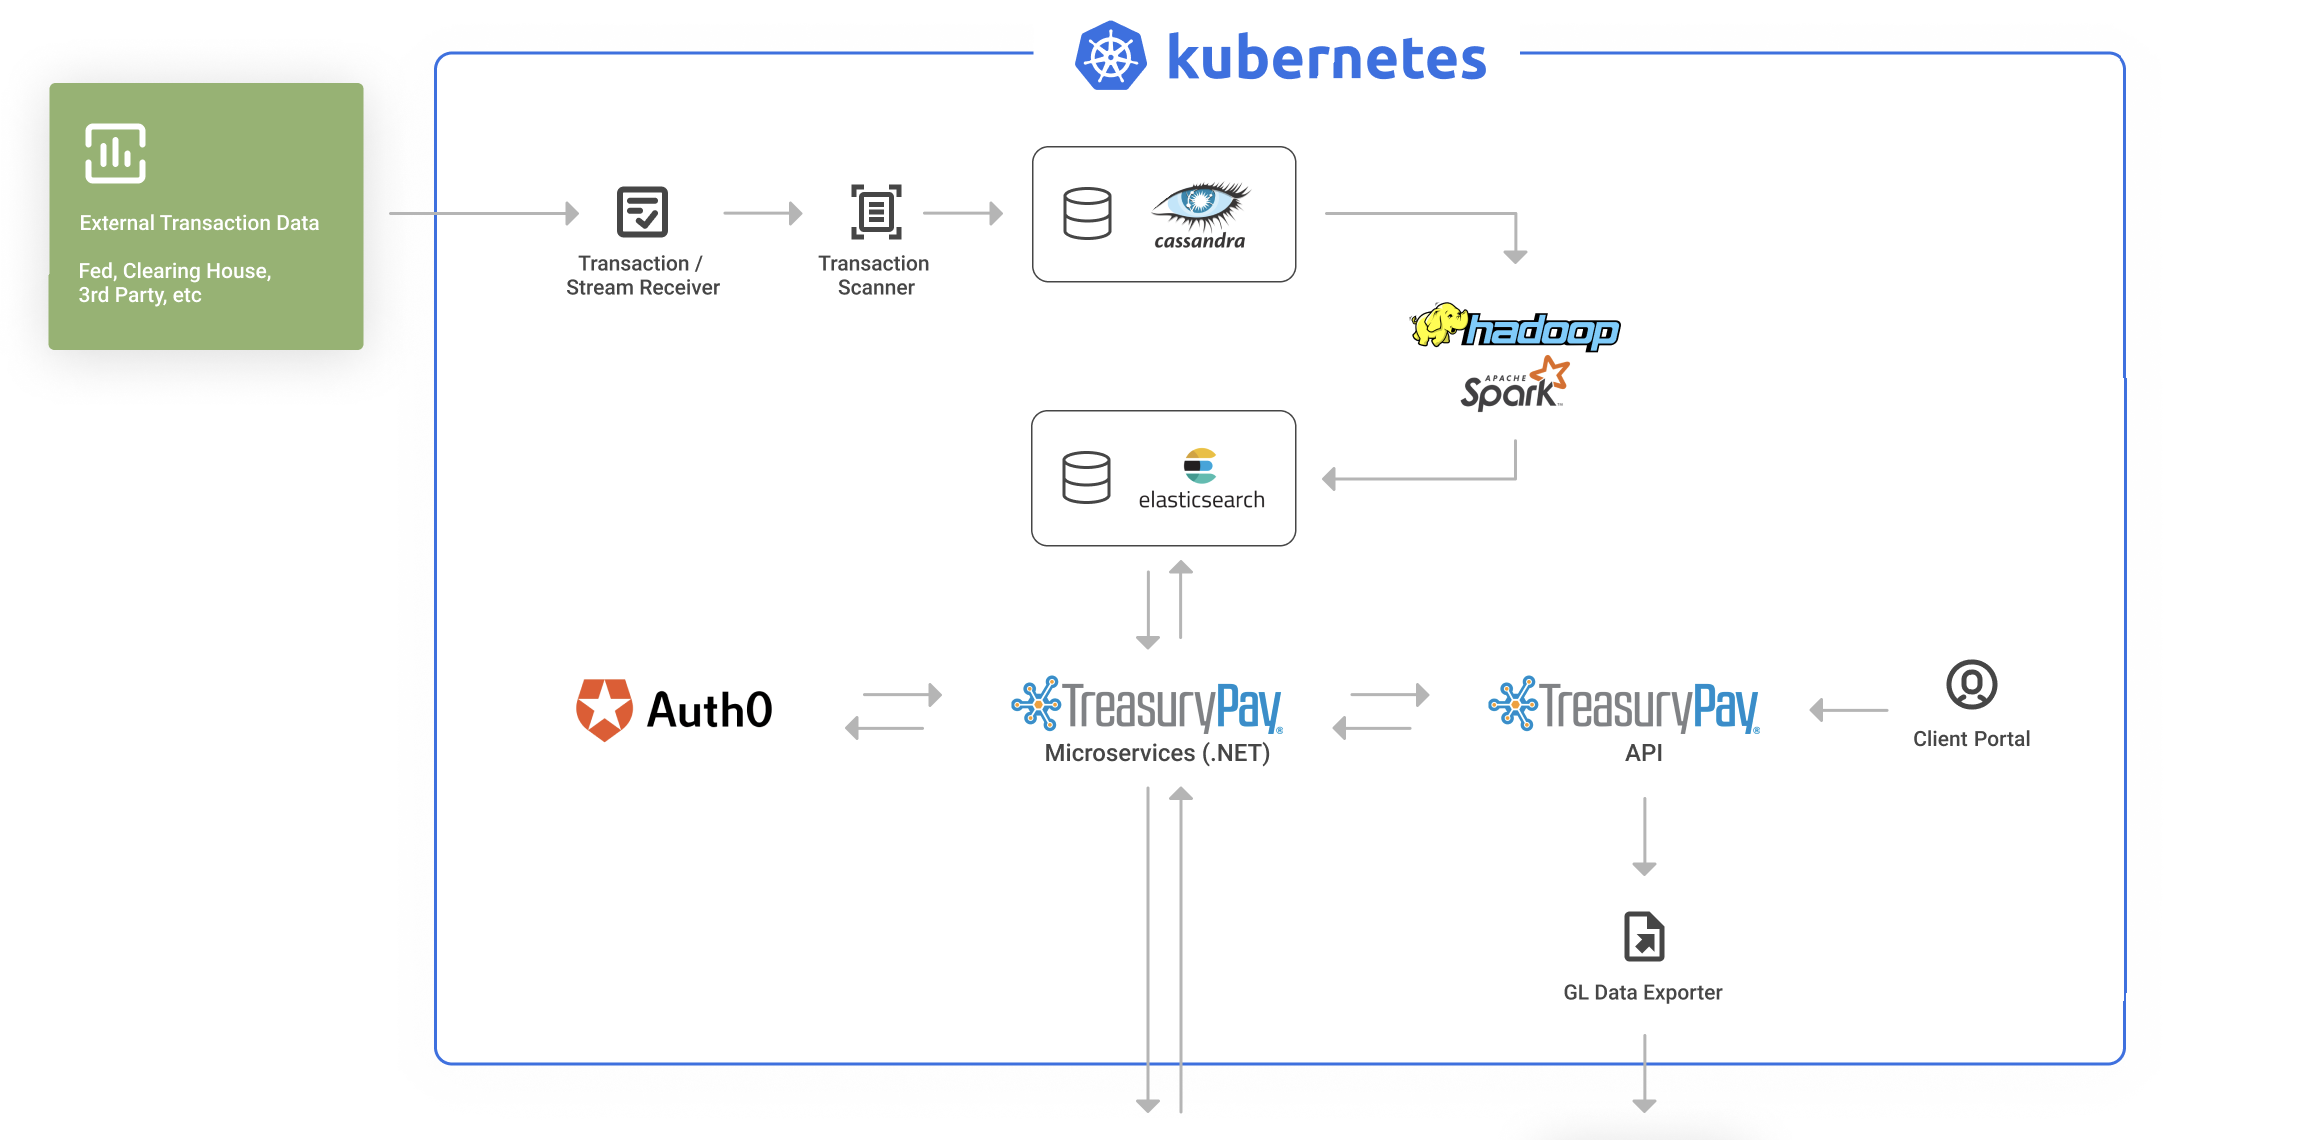 kubernetes
External Transaction Data
Fed, Clearing House,
3rd Party, etc
Transaction /
Stream Receiver
Transaction
Scanner
cassandra
hadoop
APACHE
Spark™
elasticsearch
Auth0
TreasuryPay®
Microservices (.NET)
TreasuryPay®
API
Client Portal
GL Data Exporter